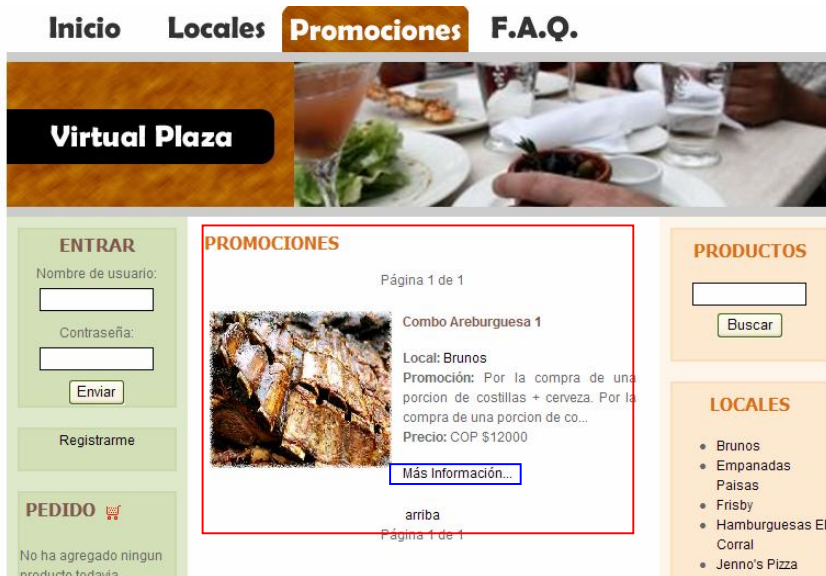 Inicio Locales Promociones F.A.Q.
Virtual Plaza
ENTRAR
Nombre de usuario:
Contraseña:
Enviar
Registrarme
PEDIDO
No ha agregado ningun
producto todavia
PROMOCIONES
Página 1 de 1
Combo Areburguesa 1
Local: Brunos
Promoción: Por la compra de una
porcion de costillas + cerveza. Por la
compra de una porcion de co...
Precio: COP $12000
Más Información...
arriba
Página 1 de 1
PRODUCTOS
Buscar
LOCALES
Brunos
Empanadas
Paisas
Frisby
Hamburguesas El
Corral
Jenno's Pizza